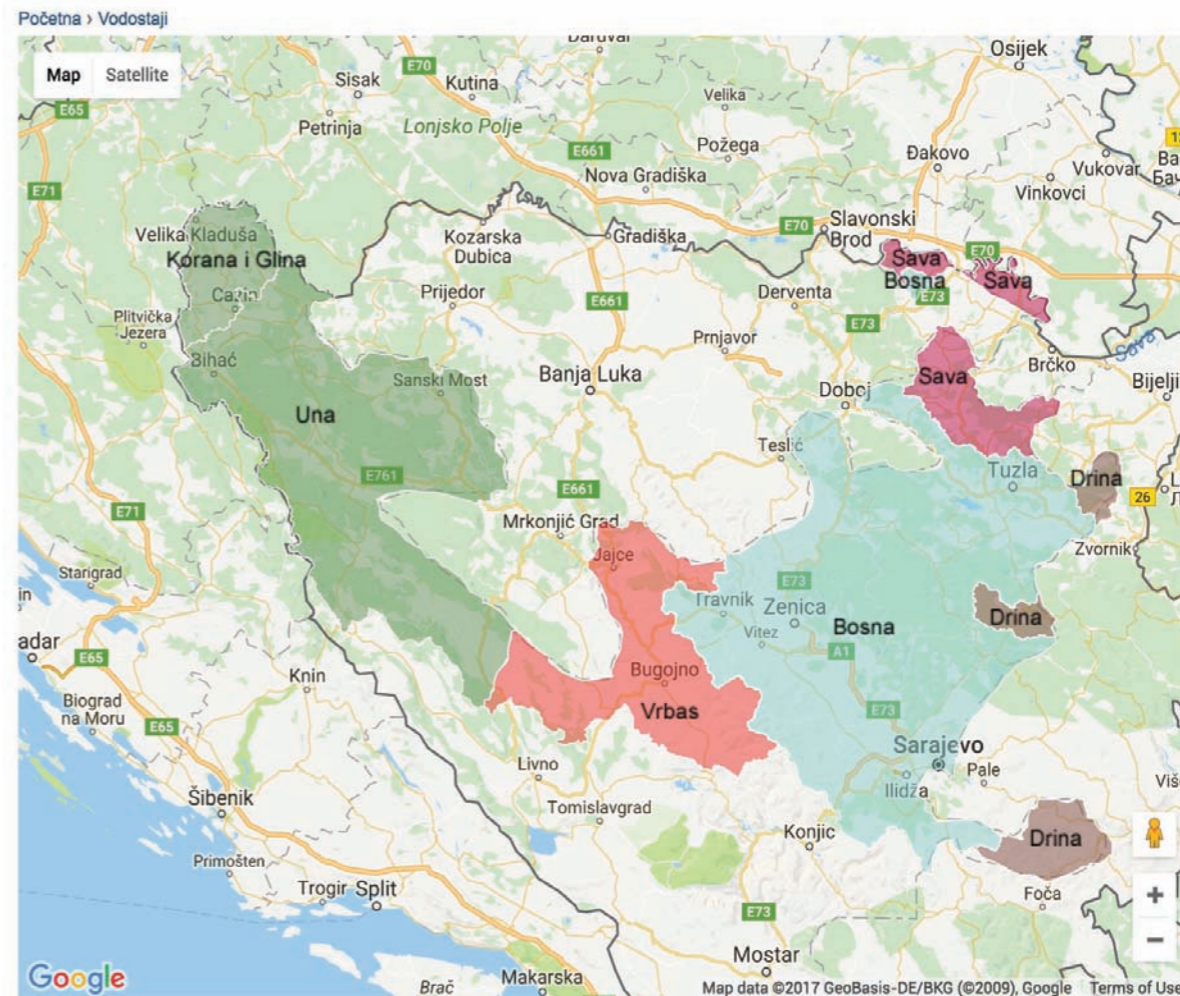 Početna › Vodostaji
Map Satellite
Daruvar
Osijek
E70
Sisak
Kutina
E65
Velika
Petrinja
Lonjsko Polje
E661
Požega
Đakovo
Vukovar
E71
Nova Gradiška
Vinkovci
Velika Kladuša
Kozarska
Dubica
Gradiška
E70
Slavonski
Brod
Korana i Glina
Sava
E70
Bosna
Sava
Cazin
Prijedor
E661
Derventa
E73
Plitvička
Jezera
E73
Prnjavor
Sava
Bihać
Sanski Most
Banja Luka
Doboj
Sava
Brčko
Una
Teslić
E761
E661
Tuzla
Drina
26
E71
Mrkonjić Grad
Zvornik
Jajce
Starigrad
E73
Travnik
Zenica
Drina
Vitez
Bosna
A1
E65
Knin
Bugojno
Biograd
na Moru
E65
Vrbas
E73
Sarajevo
Livno
Pale
Ilidža
Šibenik
Tomislavgrad
Konjic
Drina
Primošten
Trogir
Split
Foča
E73
Mostar
Google
Brač
Makarska
Map data ©2017 GeoBasis-DE/BKG (©2009), Google Terms of Use